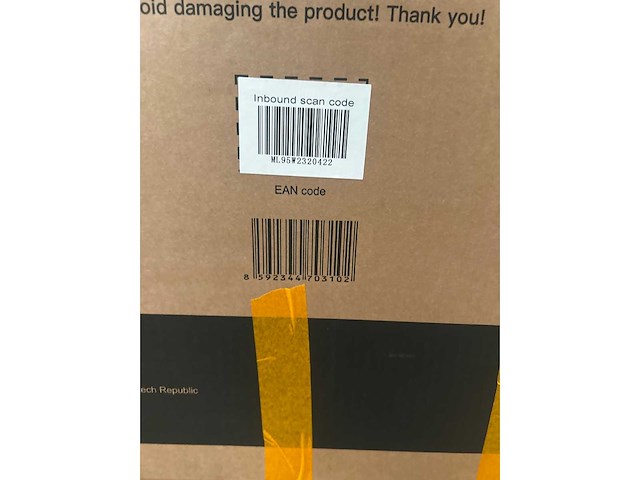 oid damaging the product! Thank you!
Inbound scan code
ML95W2320422
EAN code
8 592344 703102
ech Republic